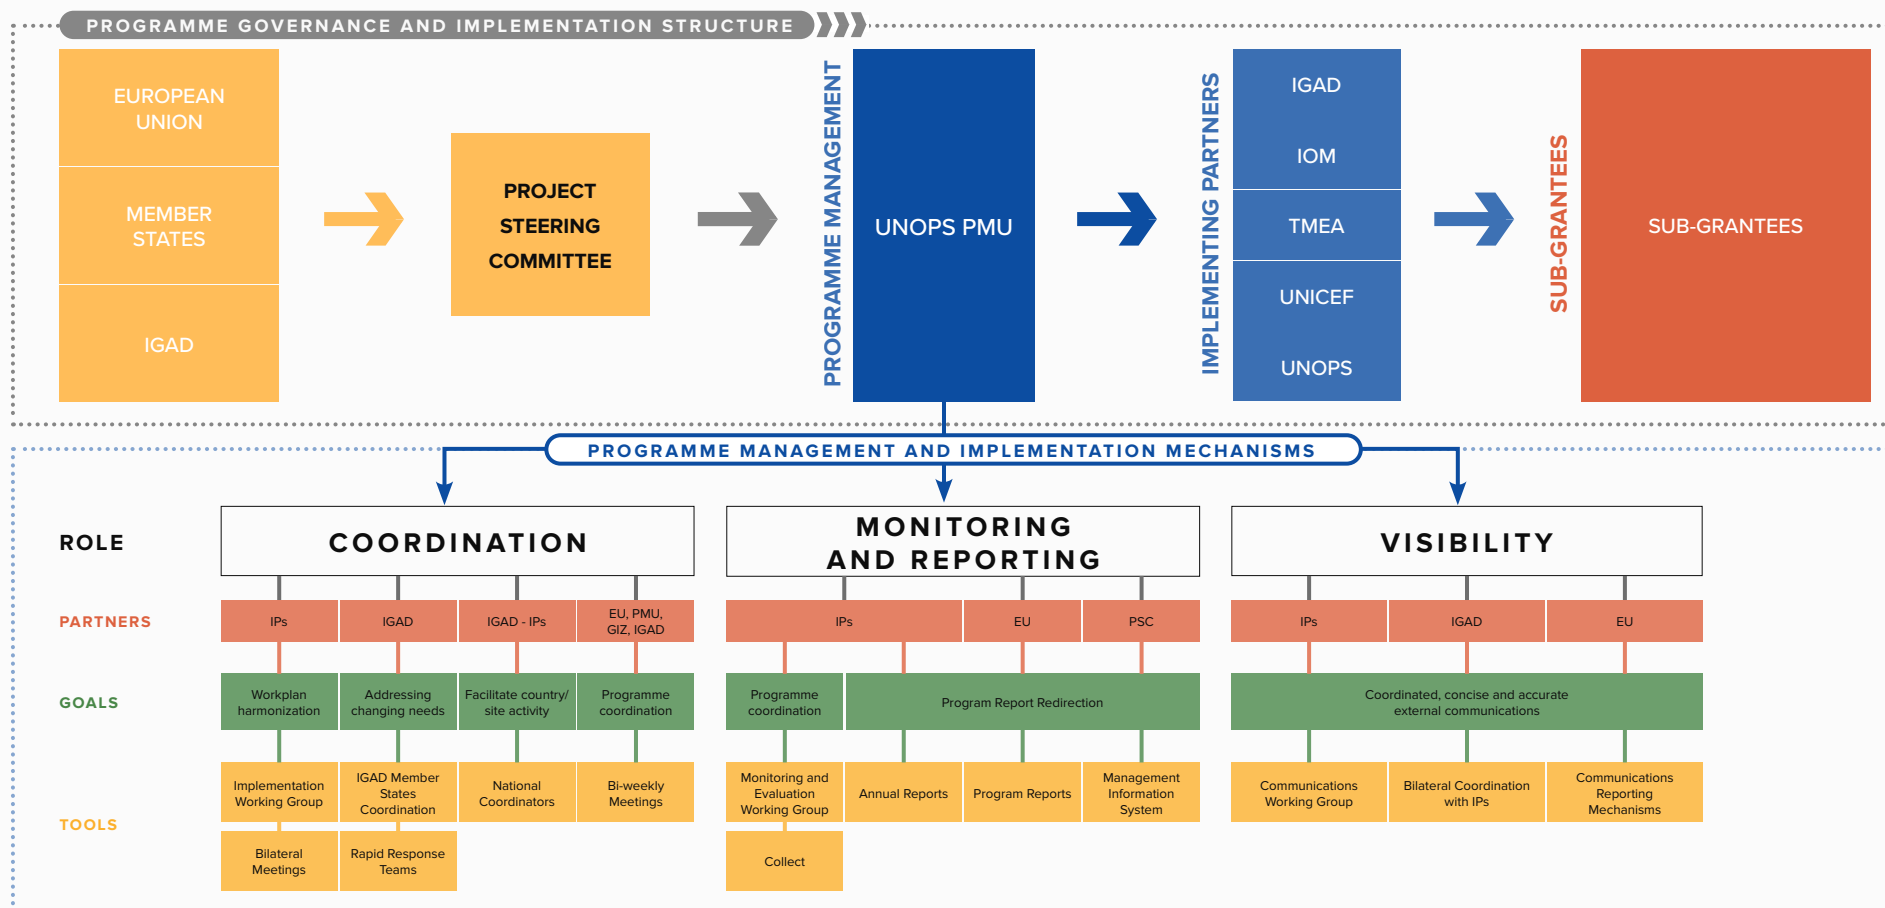 PROGRAMME GOVERNANCE AND IMPLEMENTATION STRUCTURE
EUROPEAN
UNION
MEMBER
STATES
IGAD
PROJECT
STEERING
COMMITTEE
PROGRAMME MANAGEMENT
UNOPS PMU
IMPLEMENTING PARTNERS
IGAD
IOM
TMEA
UNICEF
UNOPS
SUB-GRANTEES
SUB-GRANTEES
PROGRAMME MANAGEMENT AND IMPLEMENTATION MECHANISMS
ROLE
COORDINATION
MONITORING
AND REPORTING
VISIBILITY
PARTNERS
IPs
IGAD
IGAD - IPs
EU, PMU,
GIZ, IGAD
IPs
EU
PSC
IPs
IGAD
EU
GOALS
Workplan
harmonization
Addressing
changing needs
Facilitate country/
site activity
Programme
coordination
Programme
coordination
Program Report Redirection
Coordinated, concise and accurate
external communications
TOOLS
Implementation
Working Group
IGAD Member
States
Coordination
National
Coordinators
Bi-weekly
Meetings
Monitoring and
Evaluation
Working Group
Annual Reports
Program Reports
Management
Information
System
Communications
Working Group
Bilateral Coordination
with IPs
Communications
Reporting
Mechanisms
Bilateral
Meetings
Rapid Response
Teams
Collect